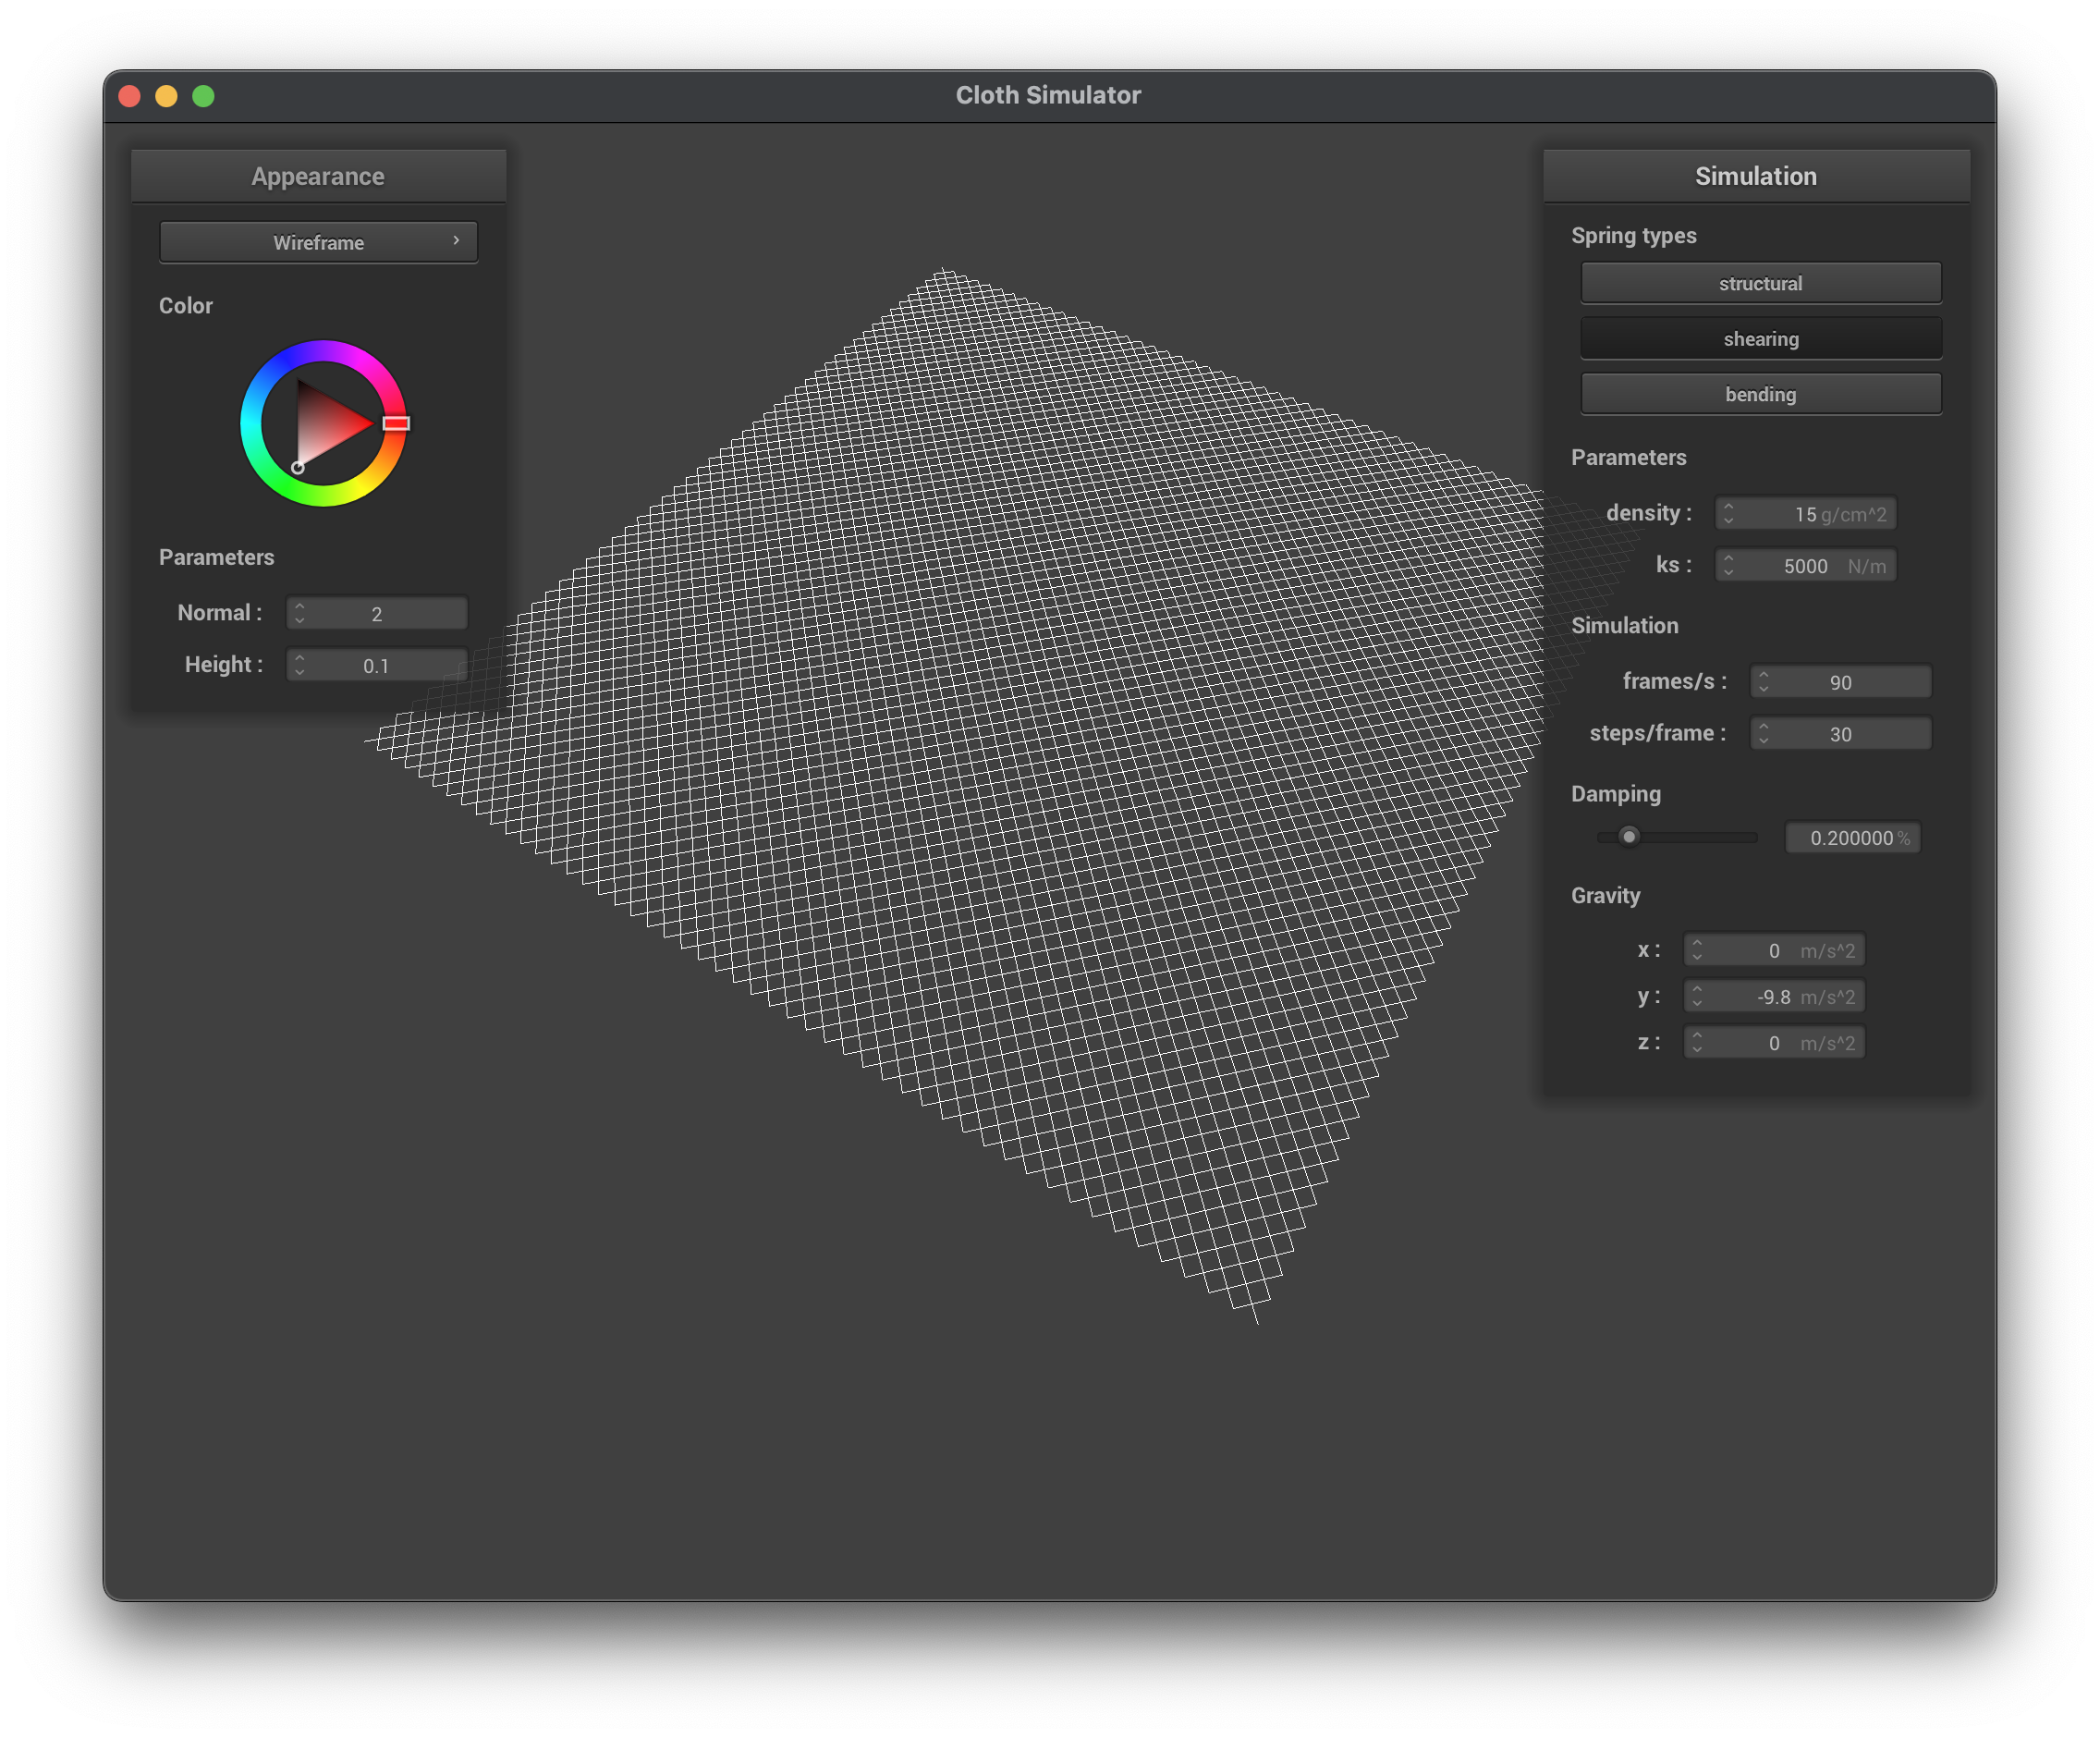 Cloth Simulator
Appearance
Wireframe
Color
Parameters
Normal : 2
Height : 0.1
Simulation
Spring types
structural
shearing
bending
Parameters
density : 15 g/cm^2
ks : 5000 N/m
Simulation
frames/s : 90
steps/frame : 30
Damping
0.200000 %
Gravity
x : 0 m/s^2
y : -9.8 m/s^2
z : 0 m/s^2